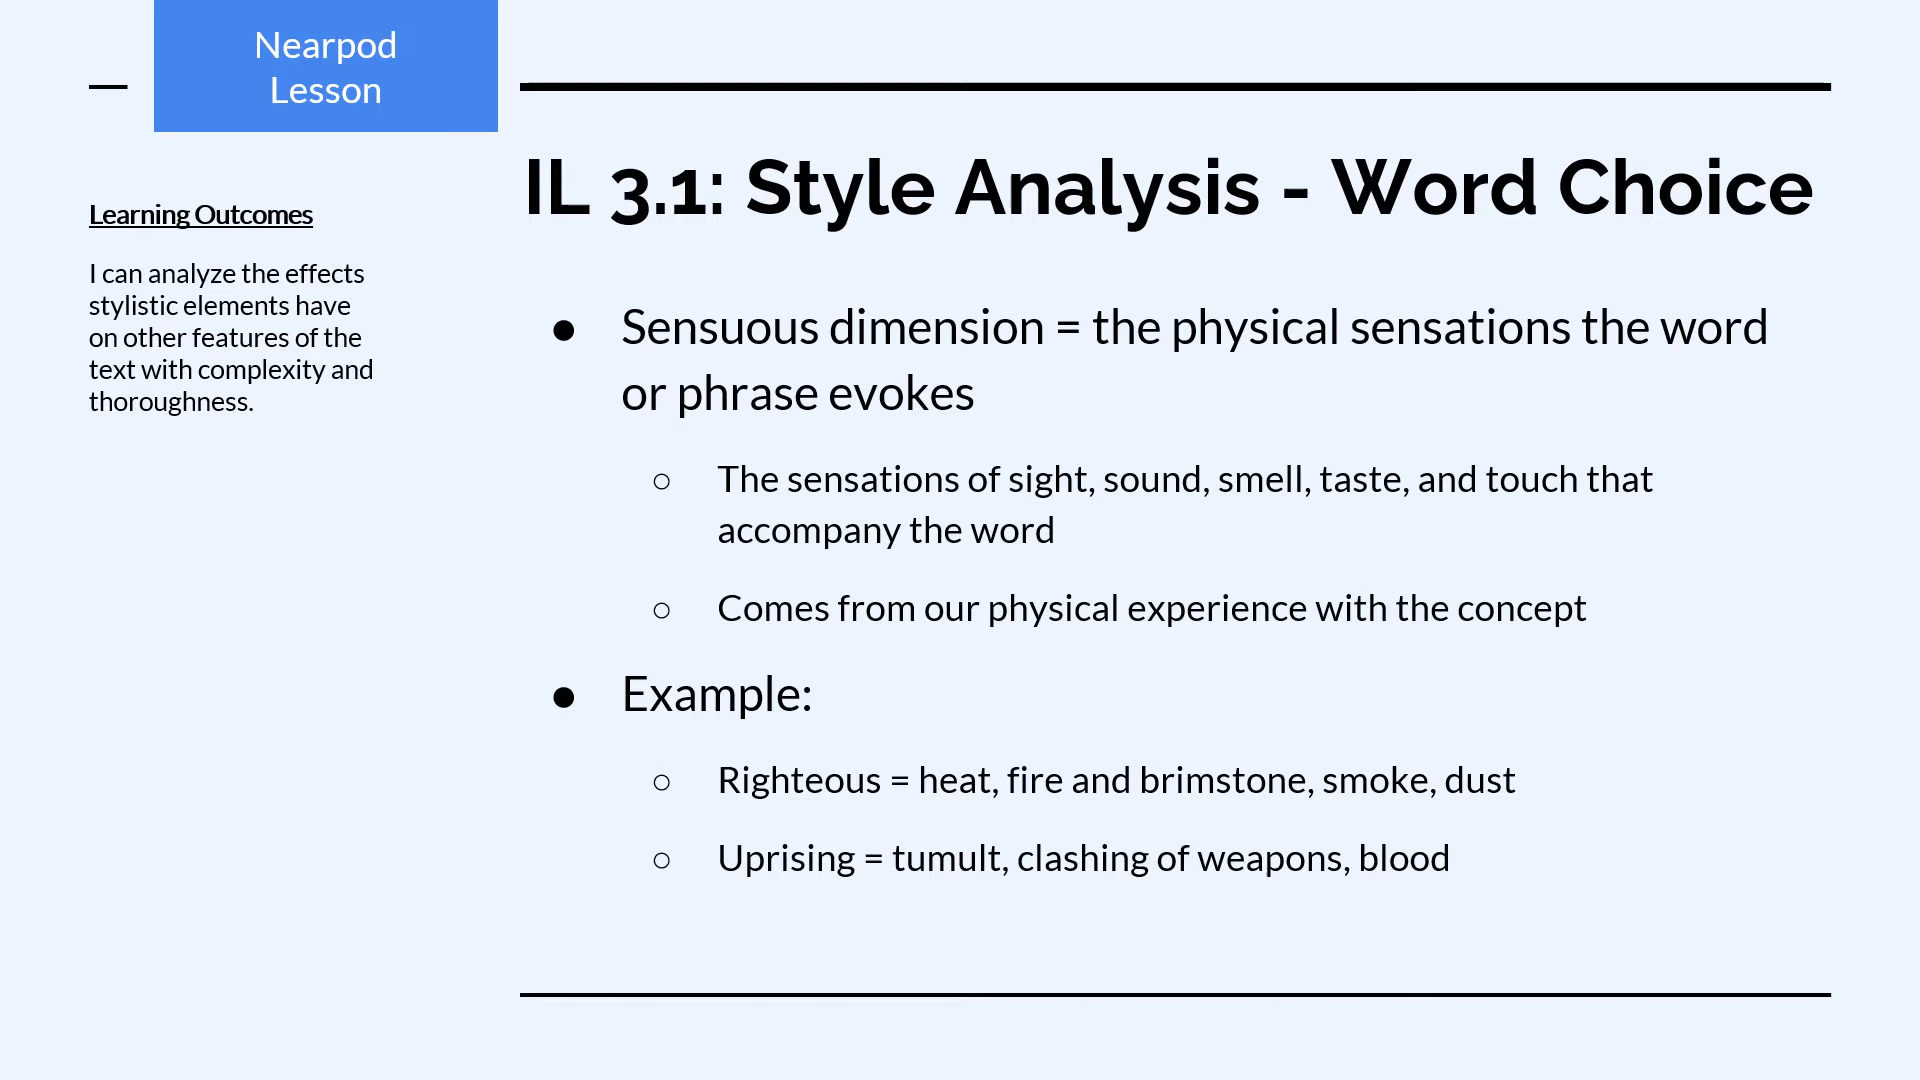 Nearpod
Lesson
IL 3.1: Style Analysis - Word Choice
Learning Outcomes
I can analyze the effects
stylistic elements have
on other features of the
text with complexity and
thoroughness.
● Sensuous dimension = the physical sensations the word
or phrase evokes
○ The sensations of sight, sound, smell, taste, and touch that
accompany the word
○ Comes from our physical experience with the concept
● Example:
○ Righteous = heat, fire and brimstone, smoke, dust
○ Uprising = tumult, clashing of weapons, blood